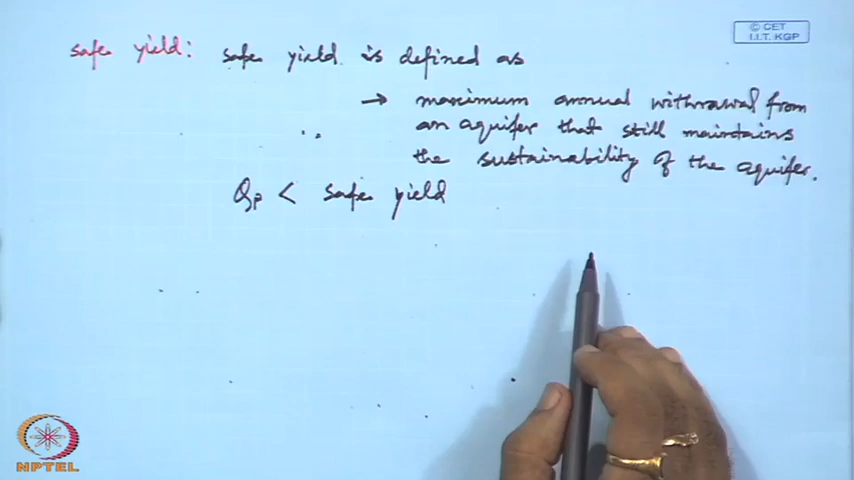 © CET
I.I.T. KGP
safe yield: safe yield is defined as
→ maximum annual withrawal from
an aquifer that still maintains
the sustainability of the aquifer.
Qp < safe yield
NPTEL